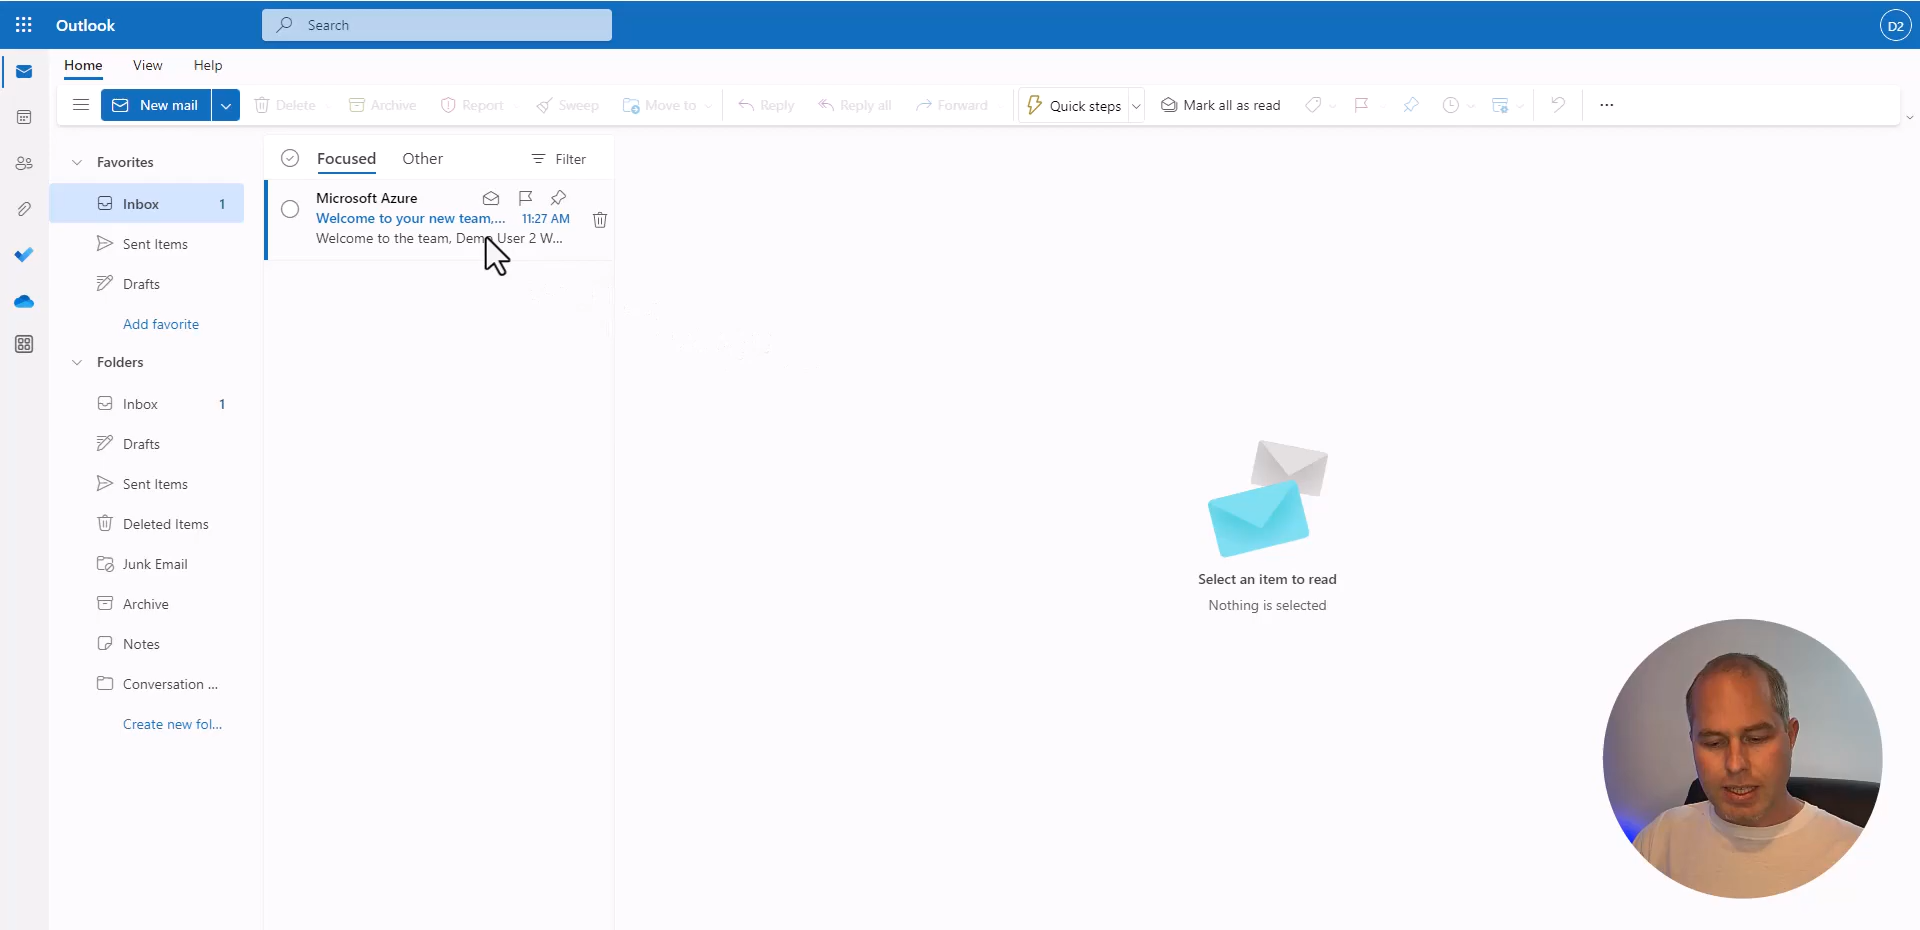 Outlook
Search
D2
Home View Help
New mail Delete Archive Report Sweep Move to Reply Reply all Forward Quick steps Mark all as read
Favorites
Inbox 1
Sent Items
Drafts
Add favorite
Folders
Inbox 1
Drafts
Sent Items
Deleted Items
Junk Email
Archive
Notes
Conversation ...
Create new fol...
Focused Other Filter
Microsoft Azure
Welcome to your new team,... 11:27 AM
Welcome to the team, Demo User 2 W...
Select an item to read
Nothing is selected